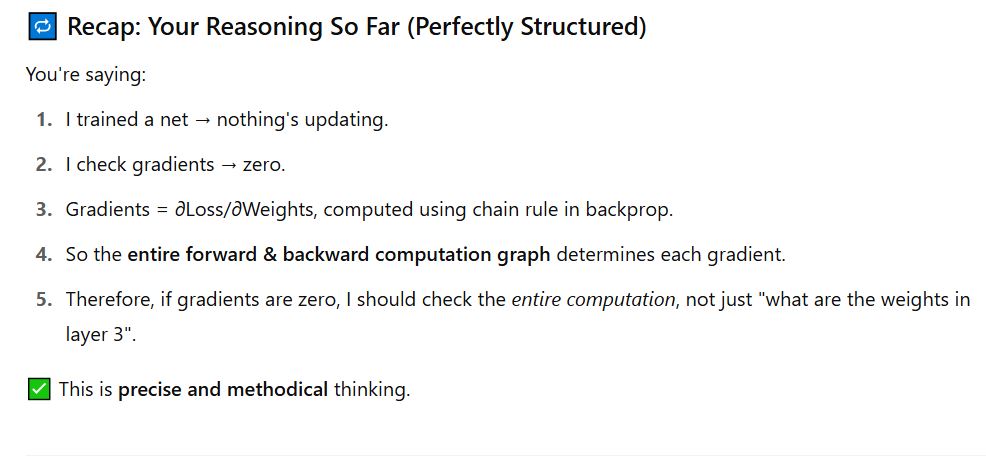 🔁 Recap: Your Reasoning So Far (Perfectly Structured)
You're saying:
1. I trained a net → nothing's updating.
2. I check gradients → zero.
3. Gradients = ∂Loss/∂Weights, computed using chain rule in backprop.
4. So the entire forward & backward computation graph determines each gradient.
5. Therefore, if gradients are zero, I should check the entire computation, not just "what are the weights in
layer 3".
✅ This is precise and methodical thinking.